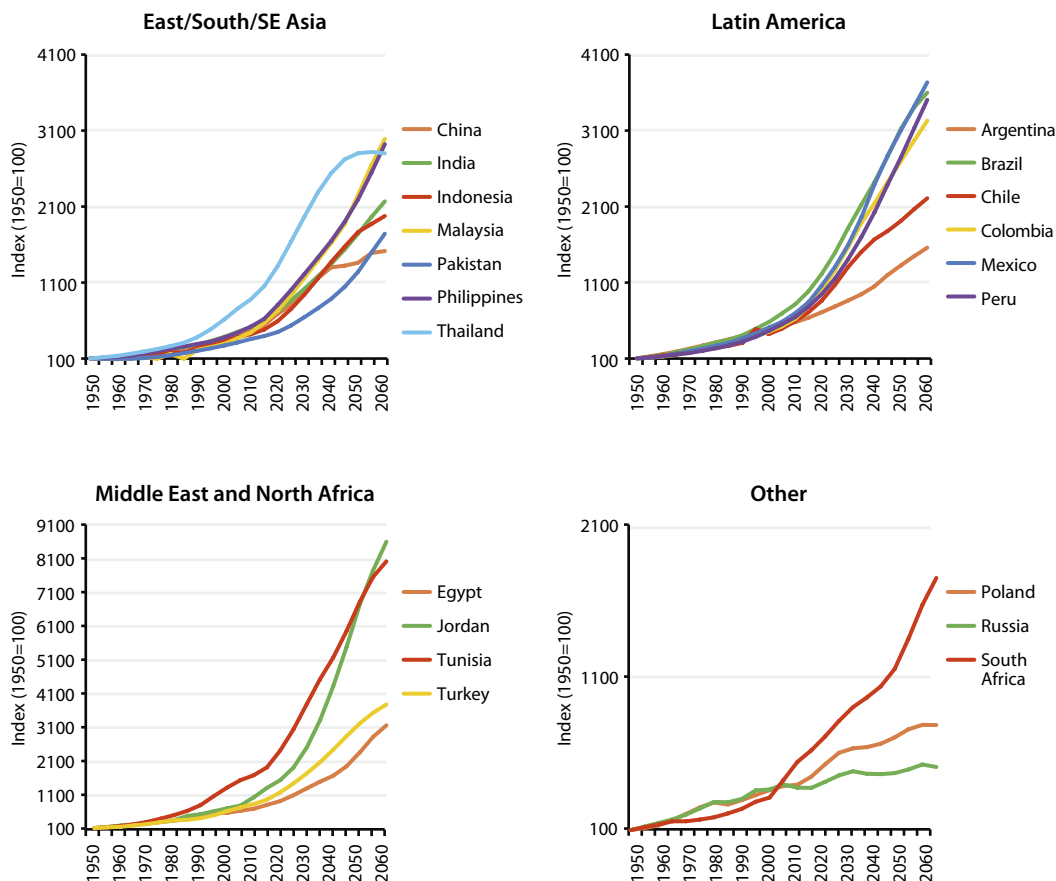 East/South/SE Asia
Index (1950=100)
4100
3100
2100
1100
100
1950
1960
1970
1980
1990
2000
2010
2020
2030
2040
2050
2060
China
India
Indonesia
Malaysia
Pakistan
Philippines
Thailand
Latin America
Index (1950=100)
4100
3100
2100
1100
100
1950
1960
1970
1980
1990
2000
2010
2020
2030
2040
2050
2060
Argentina
Brazil
Chile
Colombia
Mexico
Peru
Middle East and North Africa
Index (1950=100)
9100
8100
7100
6100
5100
4100
3100
2100
1100
100
1950
1960
1970
1980
1990
2000
2010
2020
2030
2040
2050
2060
Egypt
Jordan
Tunisia
Turkey
Other
Index (1950=100)
2100
1100
100
1950
1960
1970
1980
1990
2000
2010
2020
2030
2040
2050
2060
Poland
Russia
South
Africa